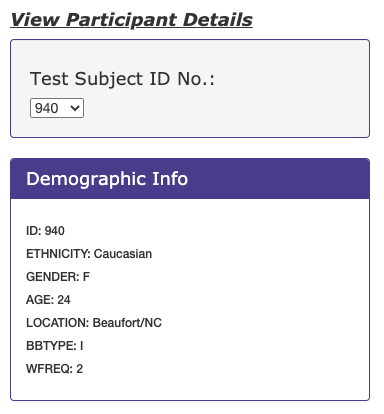 View Participant Details
Test Subject ID No.:
940
Demographic Info
ID: 940
ETHNICITY: Caucasian
GENDER: F
AGE: 24
LOCATION: Beaufort/NC
BBTYPE: I
WFREQ: 2